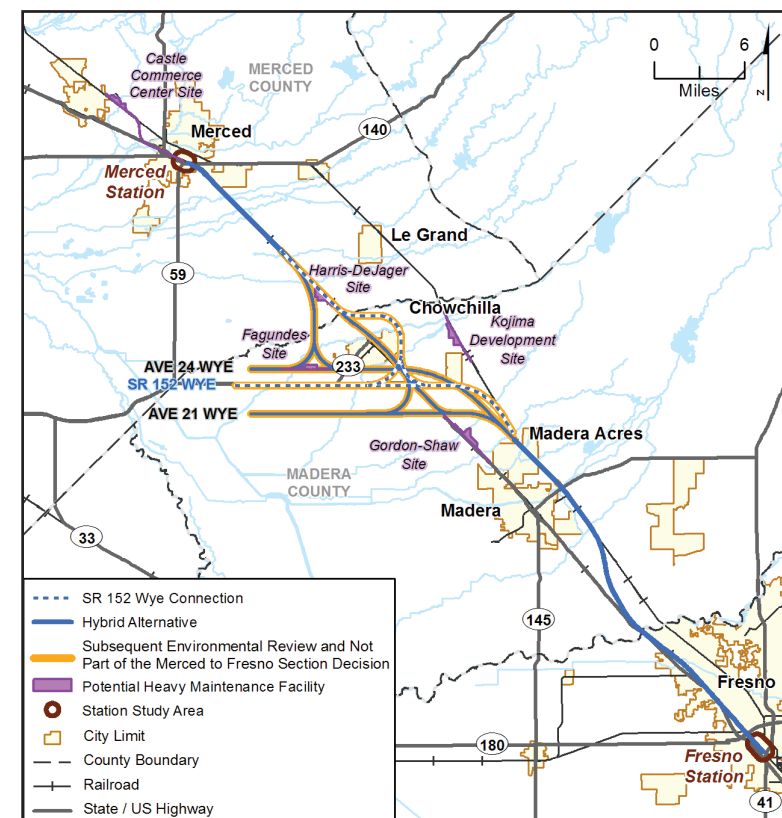 Castle
Commerce
Center Site
MERCED
COUNTY
0 6
Miles
N
Merced
140
Merced
Station
Le Grand
59
Harris-DeJager
Site
Chowchilla
Kojima
Development
Site
Fagundes
Site
233
AVE 24 WYE
SR 152 WYE
AVE 21 WYE
Madera Acres
Gordon-Shaw
Site
MADERA
COUNTY
Madera
33
145
SR 152 Wye Connection
Hybrid Alternative
Subsequent Environmental Review and Not
Part of the Merced to Fresno Section Decision
Potential Heavy Maintenance Facility
Station Study Area
City Limit
County Boundary
Railroad
State / US Highway
Fresno
180
Fresno
Station
41